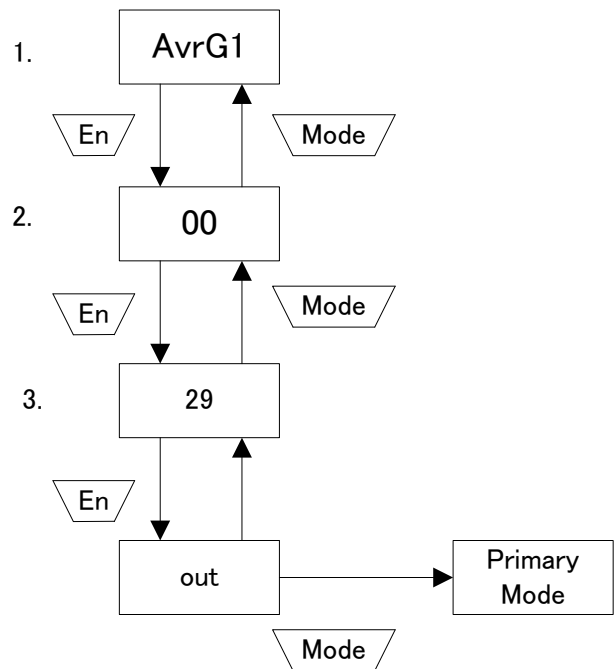 1.
AvrG1
En
Mode
2.
00
En
Mode
3.
29
En
out
Primary
Mode
Mode